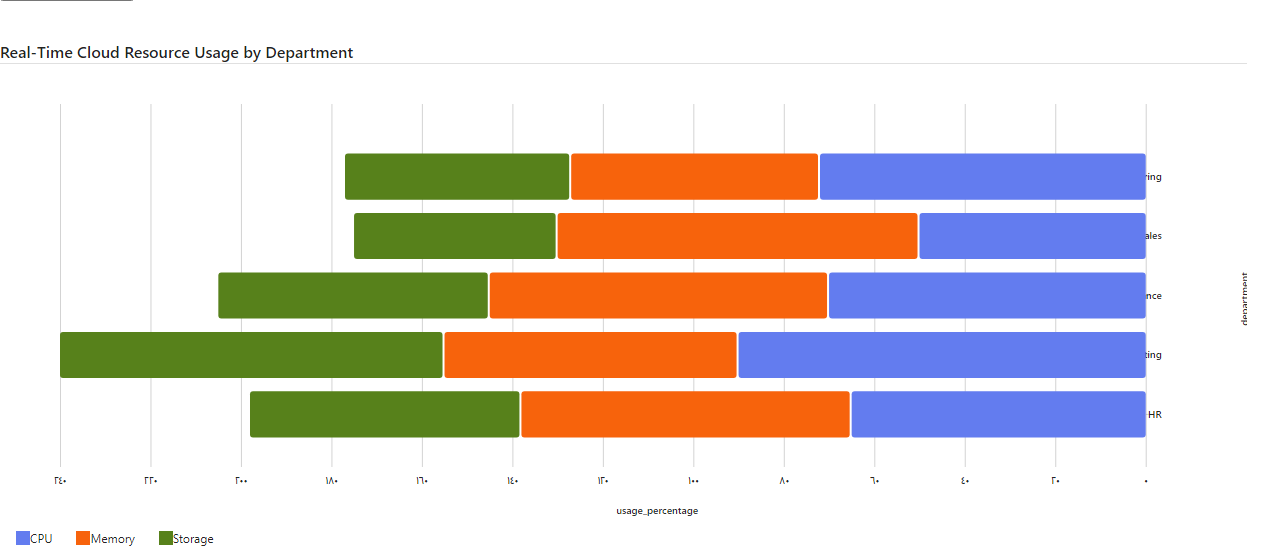 Real-Time Cloud Resource Usage by Department
ring
ales
nce
ting
HR
department
٢٤٠ ٢٢٠ ٢٠٠ ١٨٠ ١٦٠ ١٤٠ ١٢٠ ١٠٠ ٨٠ ٦٠ ٤٠ ٢٠ ٠
usage_percentage
CPU Memory Storage